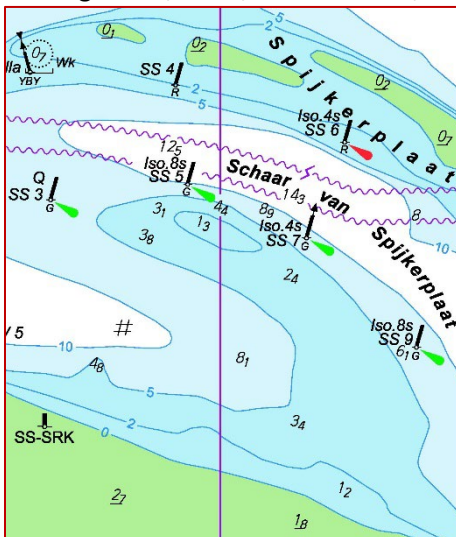 0₁
0₂
0₇
lla
Wk
YBY
SS 4
R
2
2
5
Spijkerplaat
0₂
0₇
Iso.4s
SS 6
R
12₅
Iso.8s
SS 5
G
Schaar
van
Spijkerplaat
14₃
8
10
Q
SS 3
G
3₁
4₄
8₉
1₃
3₈
Iso.4s
SS 7
G
2₄
#
V 5
10
8₁
Iso.8s
SS 9
6₁
G
4₈
5
3₄
SS-SRK
0
2
5
1₂
2₇
1₈